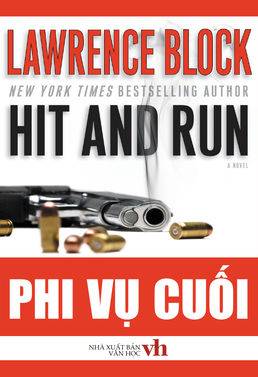 LAWRENCE BLOCK
NEW YORK TIMES BESTSELLING AUTHOR
HIT AND RUN
A NOVEL
PHI VỤ CUỐI
NHÀ XUẤT BẢN
VĂN HỌC
vh